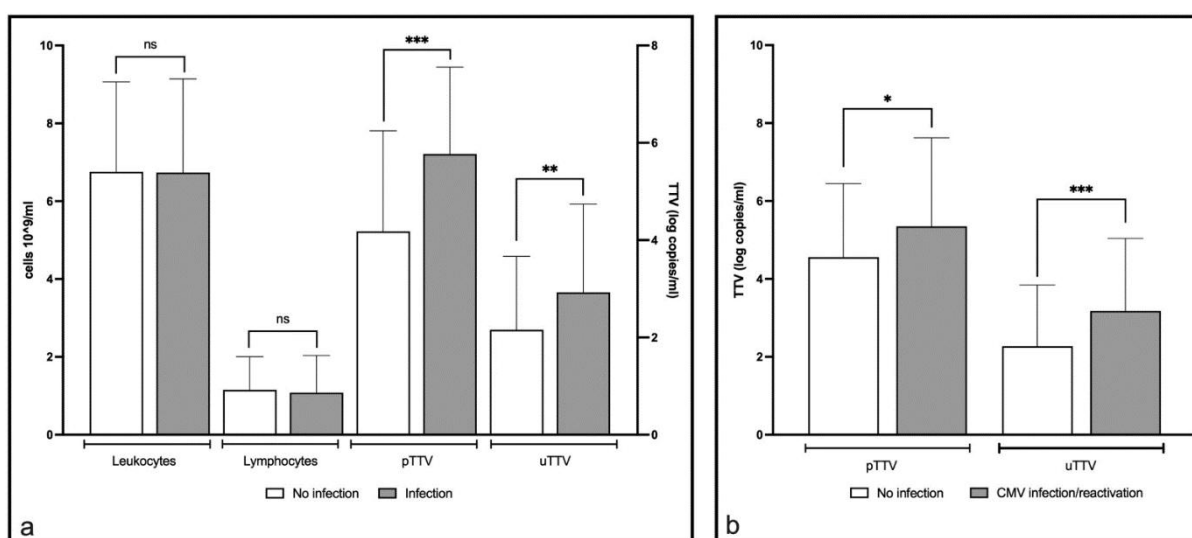 10
8
6
4
2
0
cells 10^9/ml
ns
ns
***
**
8
6
4
2
0
TTV (log copies/ml)
Leukocytes
Lymphocytes
pTTV
uTTV
No infection
Infection
a
10
8
6
4
2
0
TTV (log copies/ml)
*
***
pTTV
uTTV
No infection
CMV infection/reactivation
b